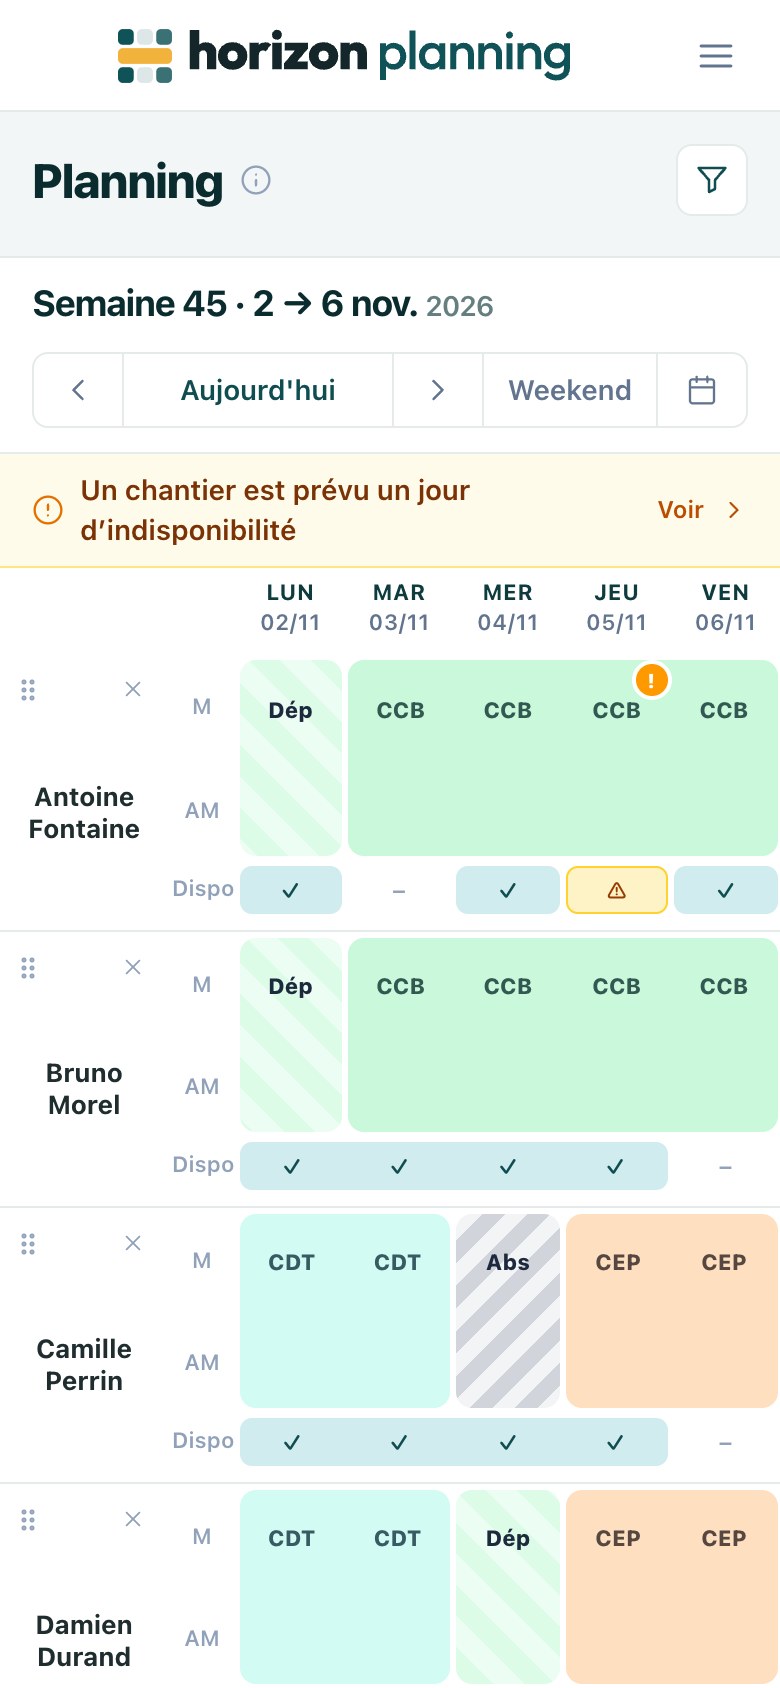 horizon planning
Planning
Semaine 45 · 2 → 6 nov. 2026
Aujourd'hui
Weekend
Un chantier est prévu un jour
d’indisponibilité
Voir
LUN MAR MER JEU VEN
02/11 03/11 04/11 05/11 06/11
M Dép CCB CCB CCB CCB
!
Antoine
Fontaine
AM
Dispo ✓ – ✓ ⚠ ✓
M Dép CCB CCB CCB CCB
Bruno
Morel
AM
Dispo ✓ ✓ ✓ ✓ –
M CDT CDT Abs CEP CEP
Camille
Perrin
AM
Dispo ✓ ✓ ✓ ✓ –
M CDT CDT Dép CEP CEP
Damien
Durand
AM